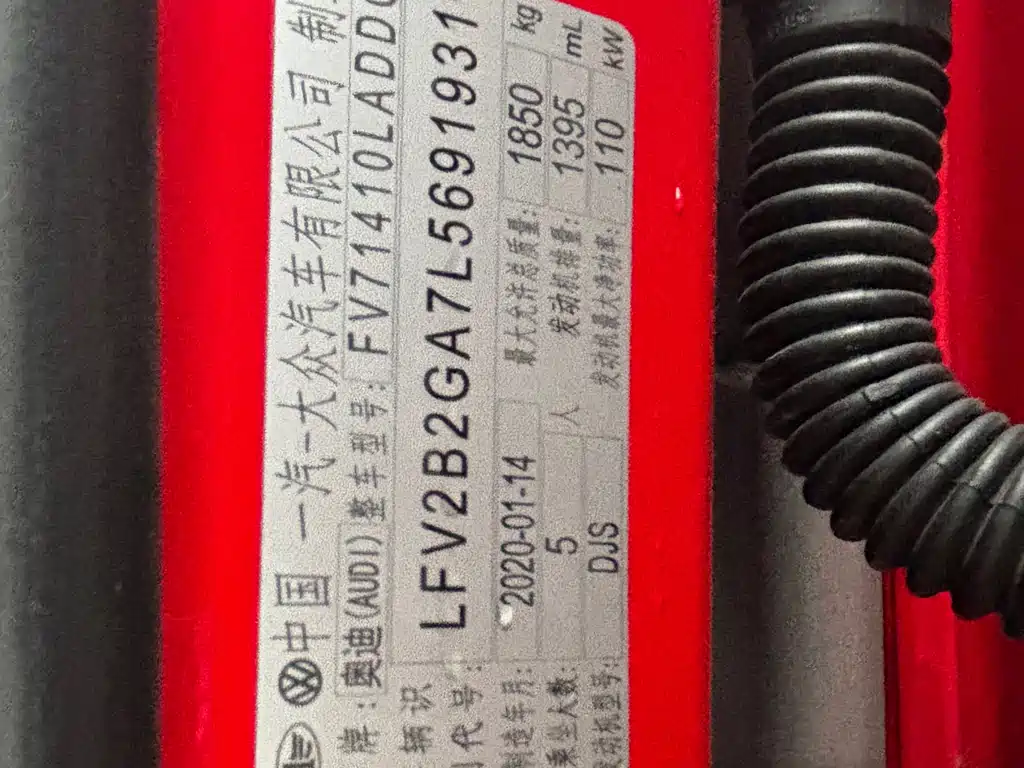 中国 一汽-大众汽车有限公司 制
牌:奥迪(AUDI) 整车型号: FV71410LADD
辆识
代号: LFV2B2GA7L5691931
制造年月: 2020-01-14 最大允许总质量: 1850 kg
乘坐人数: 5 人 发动机排量: 1395 mL
发动机型号: DJS 发动机最大净功率: 110 kW